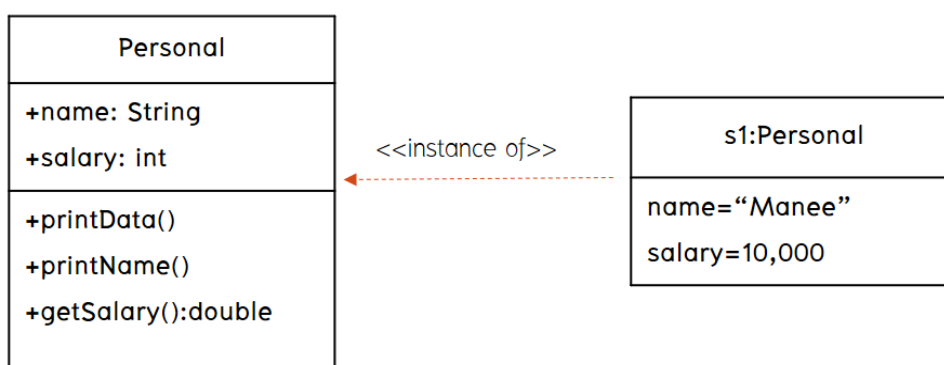 Personal
+name: String
+salary: int
+printData()
+printName()
+getSalary():double
<<instance of>>
s1:Personal
name=“Manee”
salary=10,000